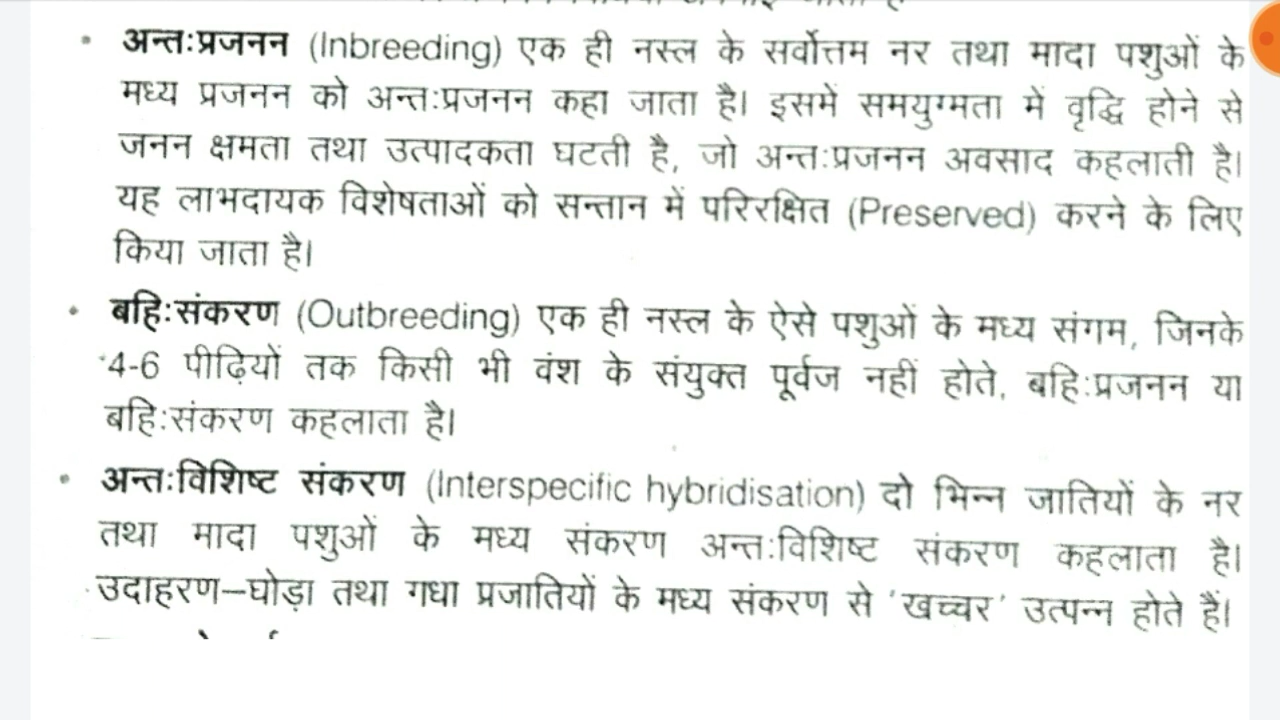 • अन्तःप्रजनन (Inbreeding) एक ही नस्ल के सर्वोत्तम नर तथा मादा पशुओं के
मध्य प्रजनन को अन्तःप्रजनन कहा जाता है। इसमें समयुग्मता में वृद्धि होने से
जनन क्षमता तथा उत्पादकता घटती है, जो अन्तःप्रजनन अवसाद कहलाती है।
यह लाभदायक विशेषताओं को सन्तान में परिरक्षित (Preserved) करने के लिए
किया जाता है।
• बहिःसंकरण (Outbreeding) एक ही नस्ल के ऐसे पशुओं के मध्य संगम, जिनके
4-6 पीढ़ियों तक किसी भी वंश के संयुक्त पूर्वज नहीं होते, बहिःप्रजनन या
बहिःसंकरण कहलाता है।
• अन्तःविशिष्ट संकरण (Interspecific hybridisation) दो भिन्न जातियों के नर
तथा मादा पशुओं के मध्य संकरण अन्तःविशिष्ट संकरण कहलाता है।
उदाहरण–घोड़ा तथा गधा प्रजातियों के मध्य संकरण से 'खच्चर' उत्पन्न होते हैं।